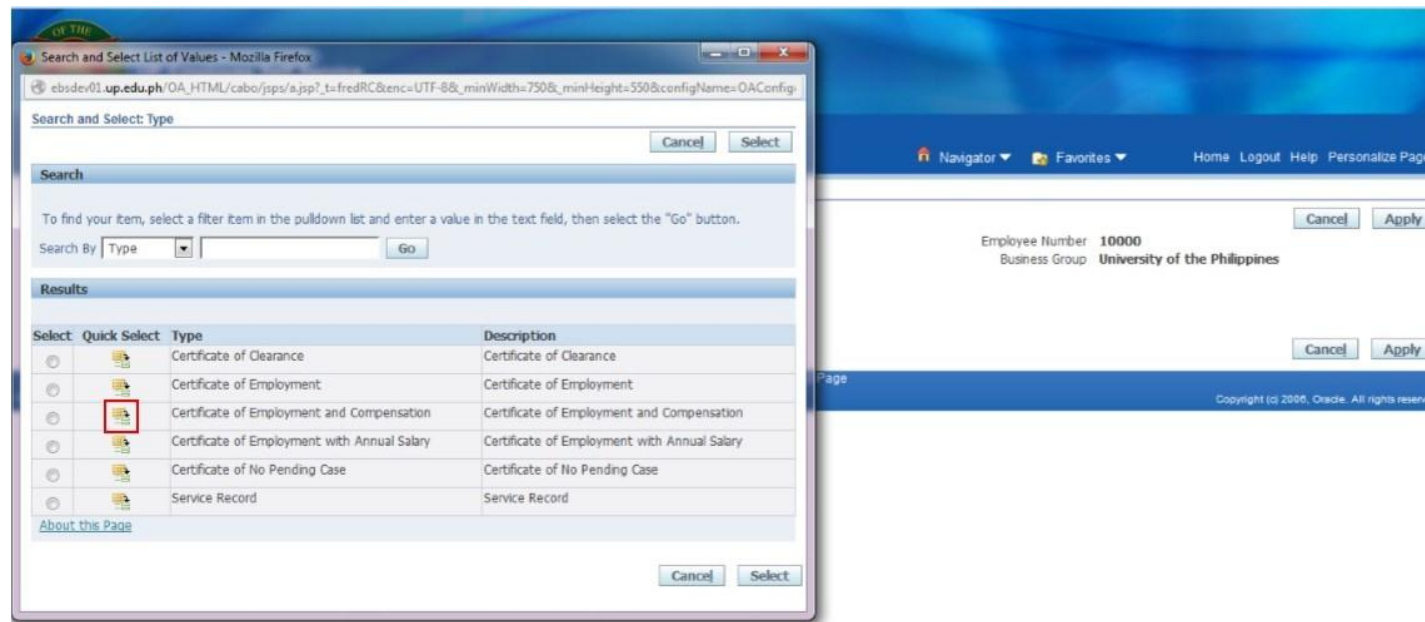 OF THE
Search and Select List of Values - Mozilla Firefox
ebsdev01.up.edu.ph/OA_HTML/cabo/jsps/a.jsp?_t=fredRC&enc=UTF-8&_minWidth=750&_minHeight=550&configName=OAConfig
Search and Select: Type
Cancel Select
Navigator Favorites Home Logout Help Personalize Page
Search
To find your item, select a filter item in the pulldown list and enter a value in the text field, then select the "Go" button.
Search By Type Go
Cancel Apply
Employee Number 10000
Business Group University of the Philippines
Results
Select Quick Select Type Description
Certificate of Clearance Certificate of Clearance
Certificate of Employment Certificate of Employment
Certificate of Employment and Compensation Certificate of Employment and Compensation
Certificate of Employment with Annual Salary Certificate of Employment with Annual Salary
Certificate of No Pending Case Certificate of No Pending Case
Service Record Service Record
About this Page
Cancel Select
Cancel Apply
Page
Copyright (c) 2006, Oracle. All rights reserv